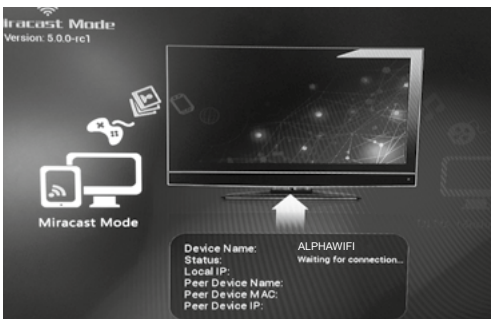 Miracast Mode
Version: 5.0.0-rc1
Miracast Mode
Device Name: ALPHAWIFI
Status: Waiting for connection...
Local IP:
Peer Device Name:
Peer Device MAC:
Peer Device IP: